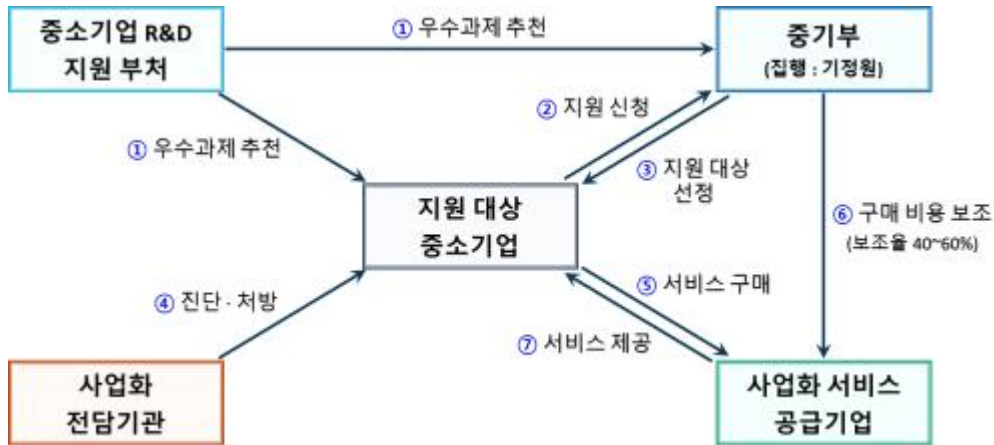 중소기업 R&D
지원 부처
① 우수과제 추천
중기부
(집행 : 기정원)
② 지원 신청
① 우수과제 추천
③ 지원 대상
선정
지원 대상
중소기업
⑥ 구매 비용 보조
(보조율 40~60%)
④ 진단 · 처방
⑤ 서비스 구매
⑦ 서비스 제공
사업화
전담기관
사업화 서비스
공급기업